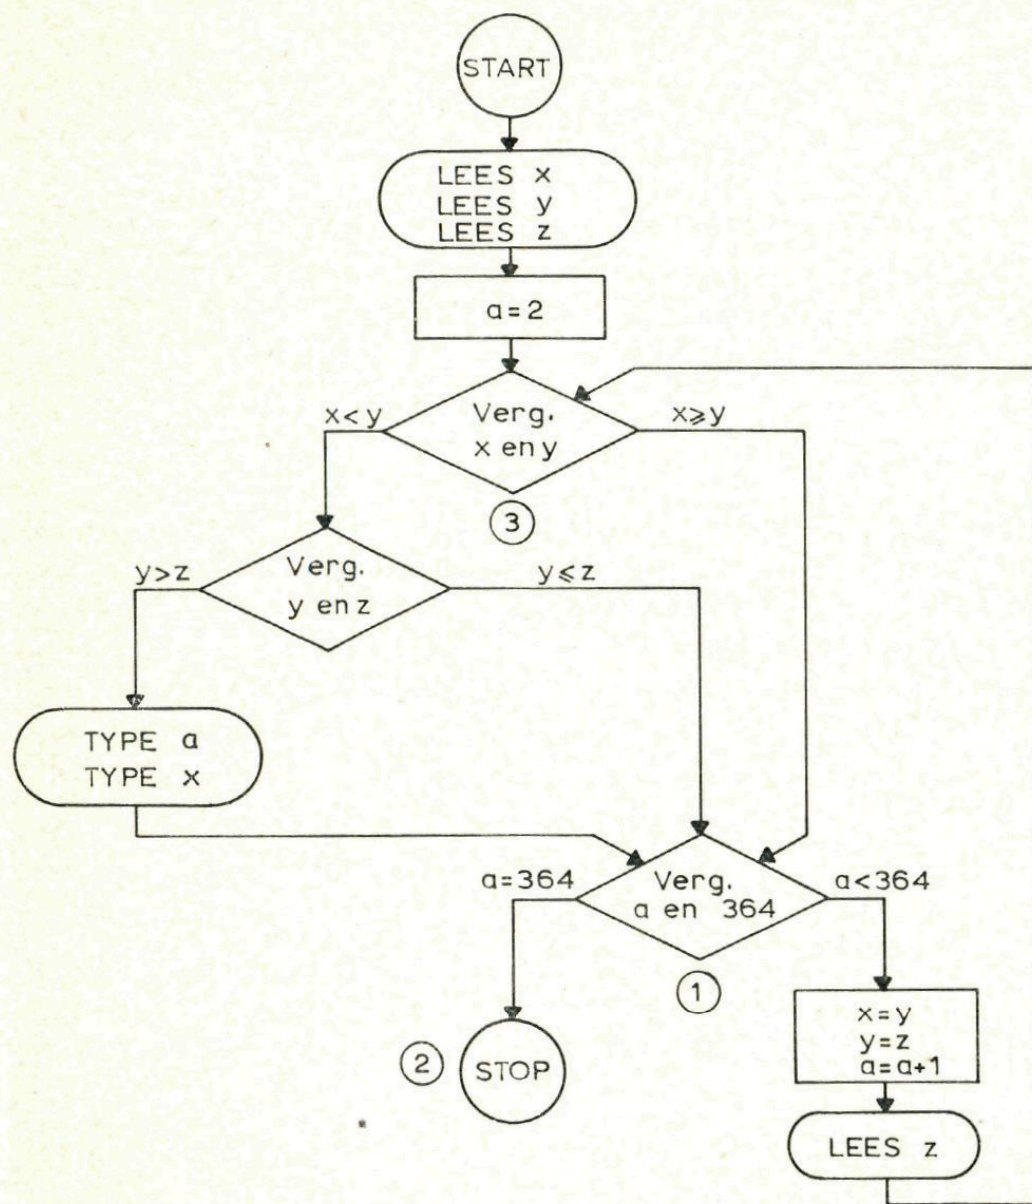 START
LEES x
LEES y
LEES z
a=2
x<y
Verg.
x en y
x⩾y
3
y>z
Verg.
y en z
y⩽z
TYPE a
TYPE x
a=364
Verg.
a en 364
a<364
1
x=y
y=z
a=a+1
2
STOP
LEES z